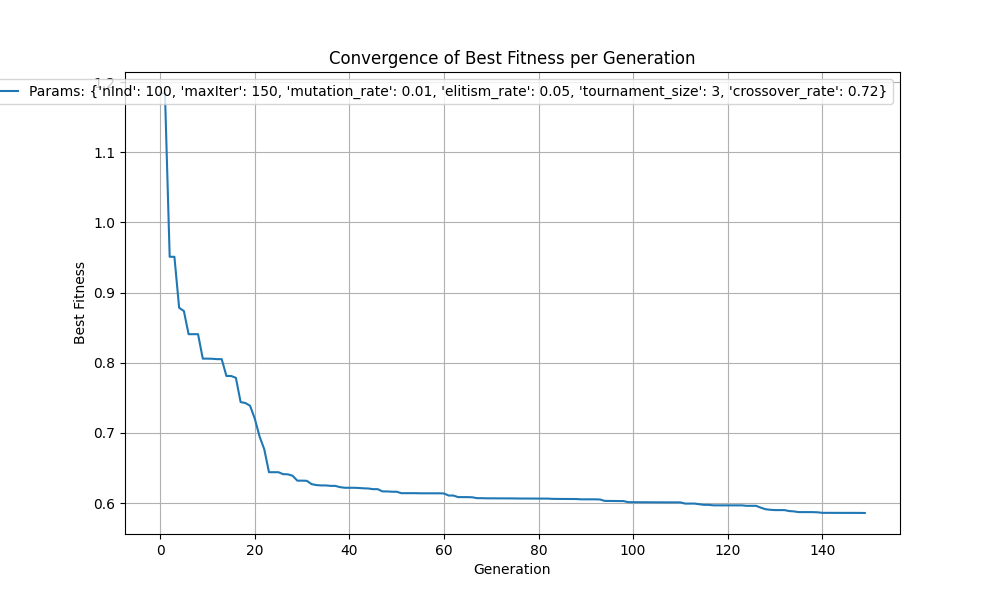 Convergence of Best Fitness per Generation
Params: {'nInd': 100, 'maxIter': 150, 'mutation_rate': 0.01, 'elitism_rate': 0.05, 'tournament_size': 3, 'crossover_rate': 0.72}
1.2
1.1
1.0
0.9
0.8
0.7
0.6
Best Fitness
0 20 40 60 80 100 120 140
Generation